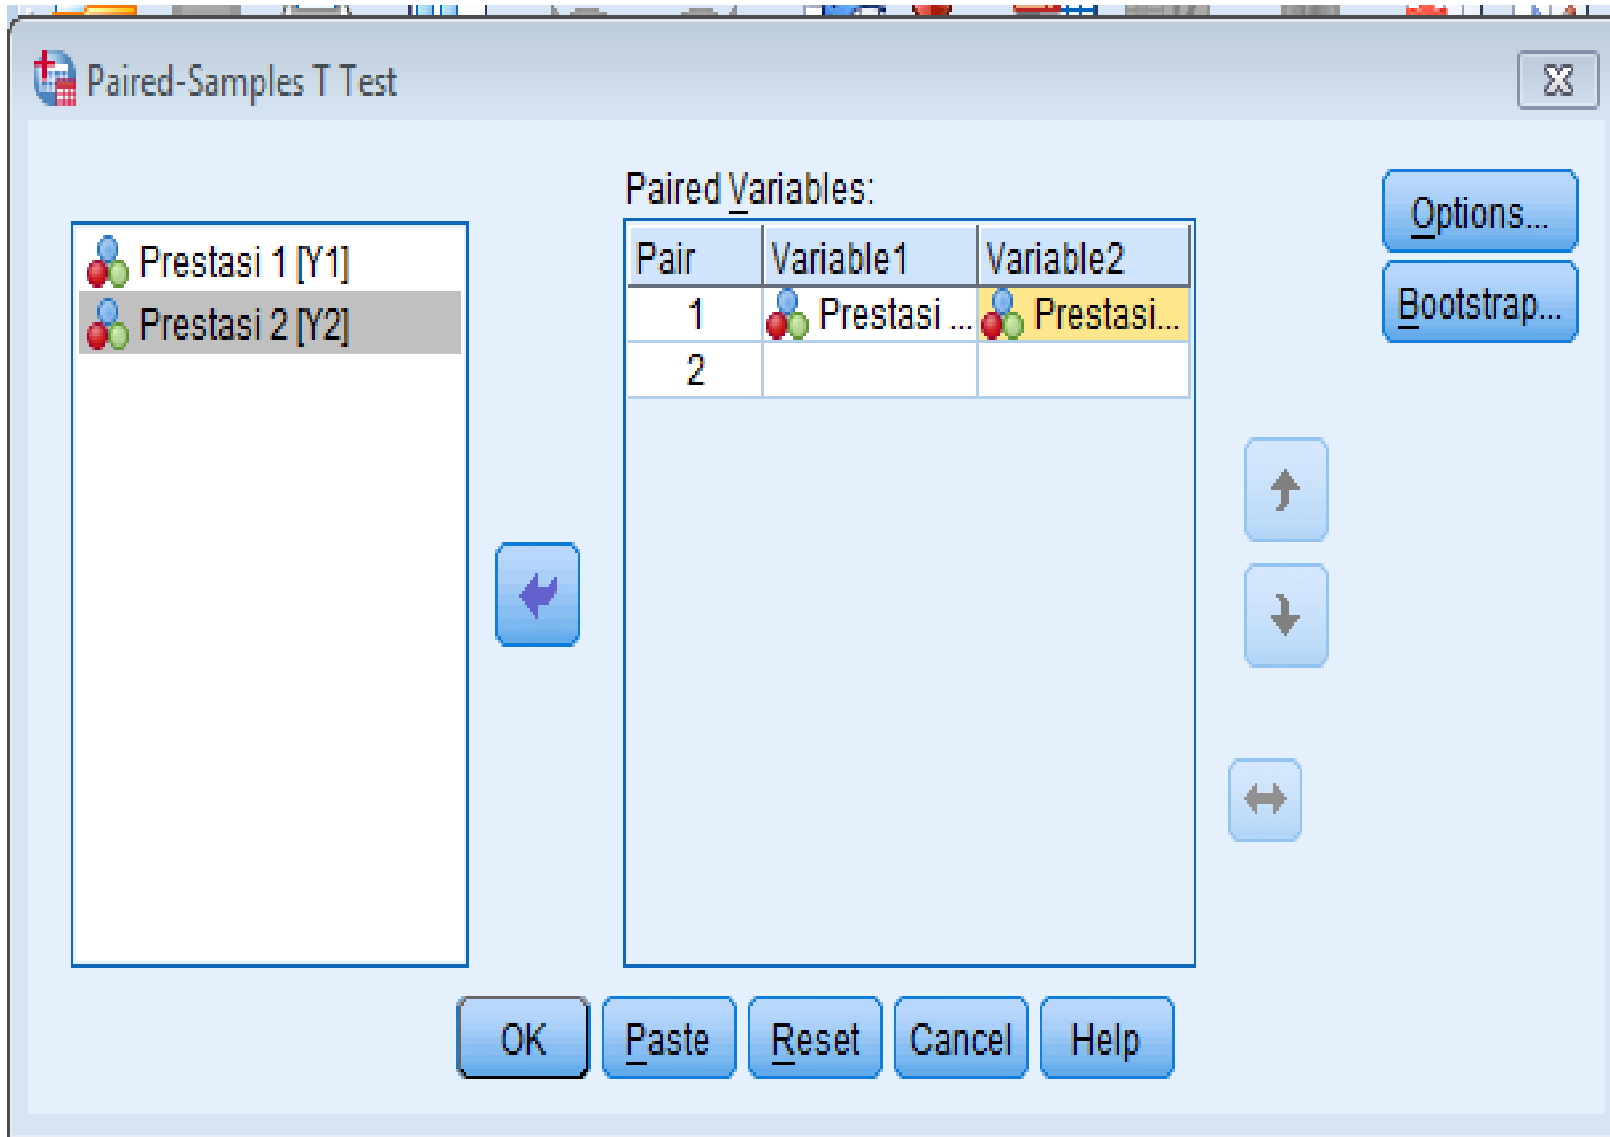 Paired-Samples T Test
Paired Variables:
Options...
Bootstrap...
Prestasi 1 [Y1]
Prestasi 2 [Y2]
Pair Variable1 Variable2
1 Prestasi ... Prestasi...
2
OK Paste Reset Cancel Help